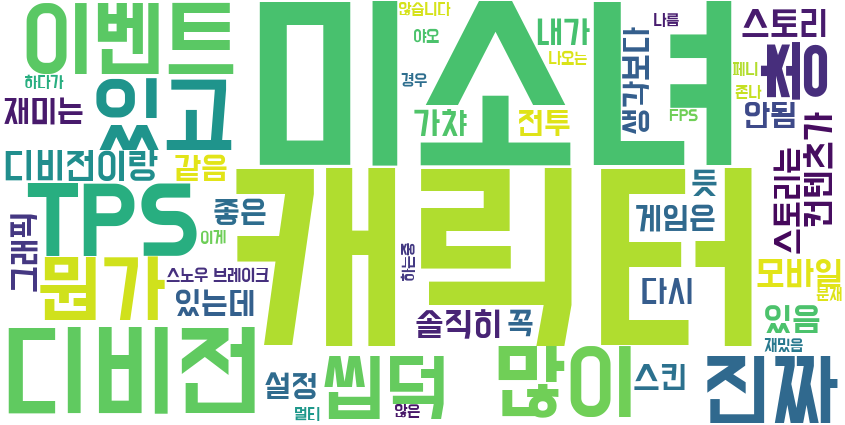 미소녀
캐릭터
이벤트
있고
디비전
TPS
뭔가
진짜
많이
씹덕
않습니다
야오
내가
나오는
경우
나름
스토리
총
페니
존나
안됨
생각보다
FPS
하다가
재미는
가챠
전투
디비전이랑
같음
좋은
이게
듯
게임은
스토리는
컨텐츠가
그래픽
스노우 브레이크
있는데
하는중
다시
모바일
문제
솔직히
꼭
있음
재밌음
설정
멀티
않은
스킨